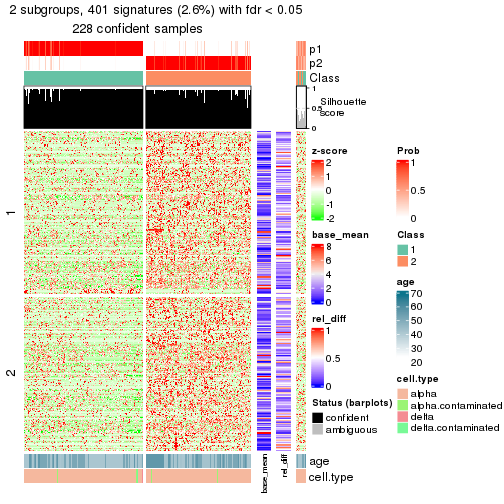 2 subgroups, 401 signatures (2.6%) with fdr < 0.05
228 confident samples
p1
p2
Class
1
0.5
0
Silhouette
score
1
2
age
cell.type
base_mean
rel_diff
z-score
2
1
0
-1
-2
base_mean
8
6
4
2
0
rel_diff
1
0.5
0
Status (barplots)
confident
ambiguous
Prob
1
0.5
0
Class
1
2
age
70
60
50
40
30
20
cell.type
alpha
alpha.contaminated
delta
delta.contaminated